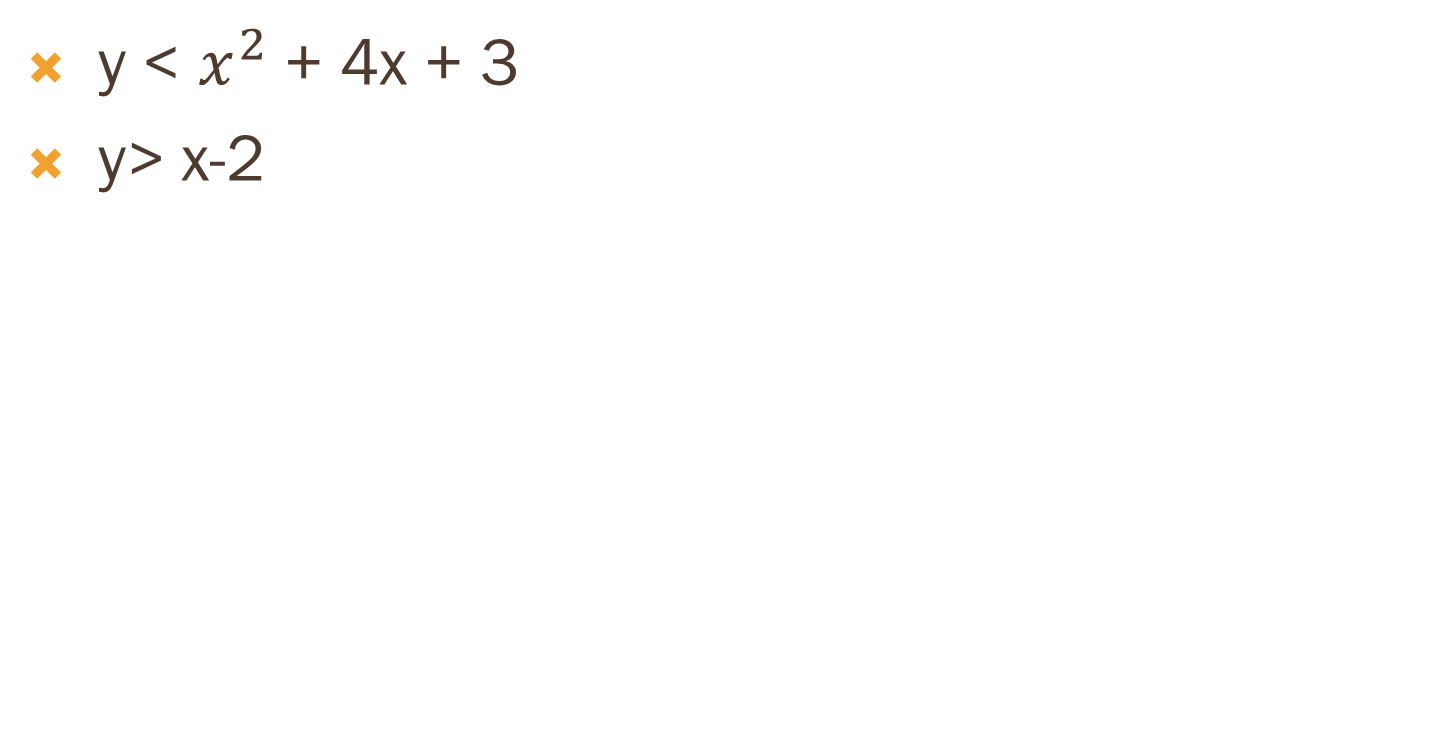 y < x² + 4x + 3
y> x-2